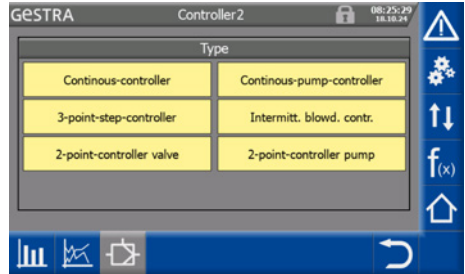 GESTRA Controller2 08:25:29
18.10.24
Type
Continous-controller Continous-pump-controller
3-point-step-controller Intermitt. blowd. contr.
2-point-controller valve 2-point-controller pump
f(x)